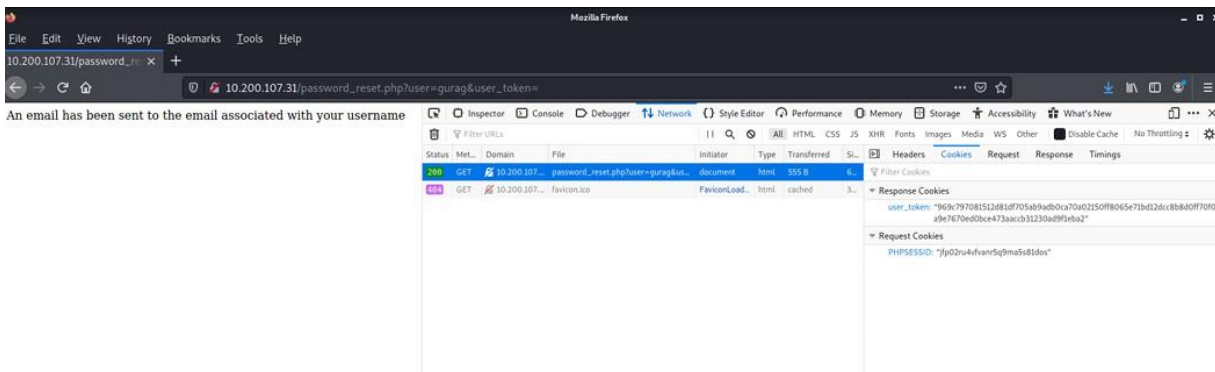 Mozilla Firefox
File Edit View History Bookmarks Tools Help
10.200.107.31/password_re
10.200.107.31/password_reset.php?user=gurag&user_token=
An email has been sent to the email associated with your username
Inspector Console Debugger Network Style Editor Performance Memory Storage Accessibility What's New
Filter URLs
All HTML CSS JS XHR Fonts Images Media WS Other Disable Cache No Throttling
Status Met... Domain File Initiator Type Transferred Si...
Headers Cookies Request Response Timings
200 GET 10.200.107.... password_reset.php?user=gurag&us... document html 555 B 6...
Filter Cookies
404 GET 10.200.107.... favicon.ico FaviconLoad... html cached 3...
Response Cookies
user_token:
Request Cookies
PHPSESSID: "jfp02ru4vfvanr5q9ma5s81dos"